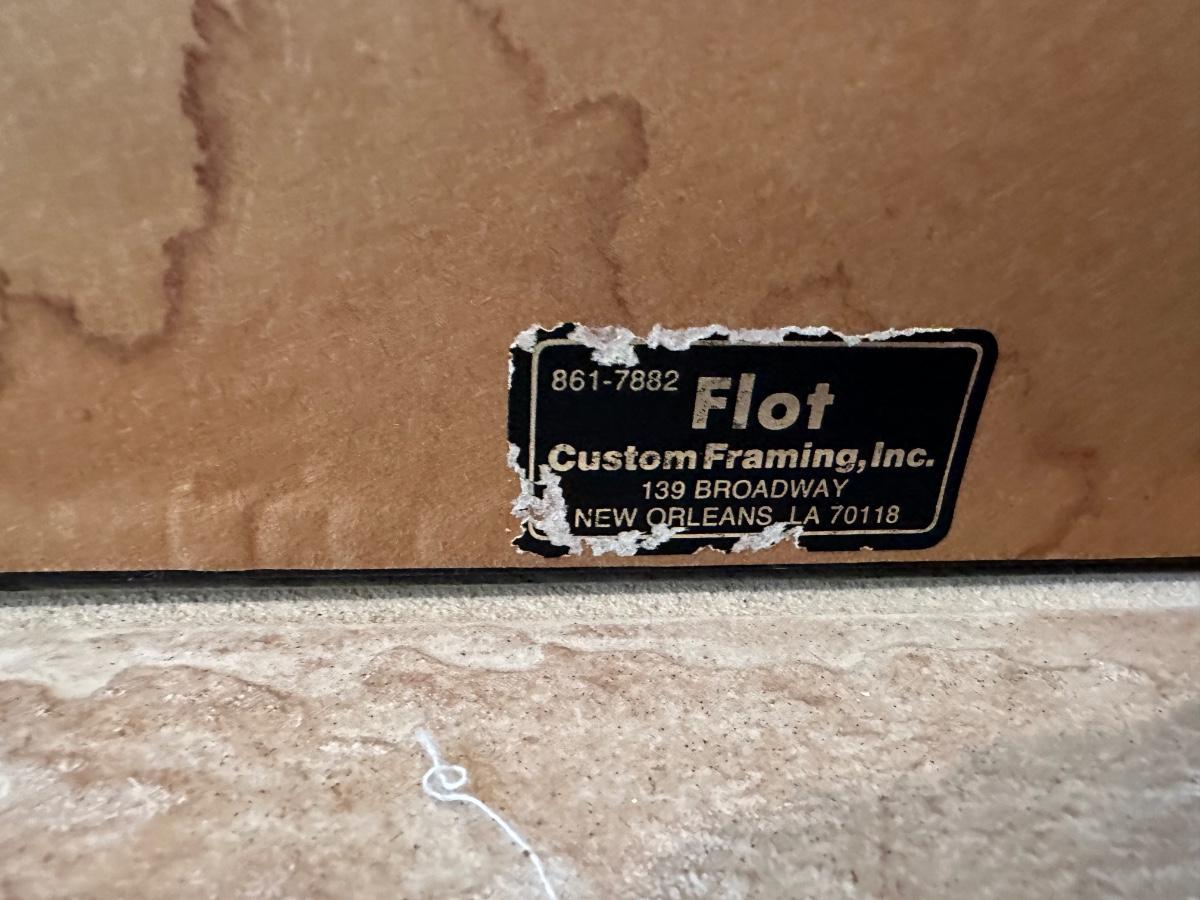 861-7882
Flot
Custom Framing, Inc.
139 BROADWAY
NEW ORLEANS, LA 70118